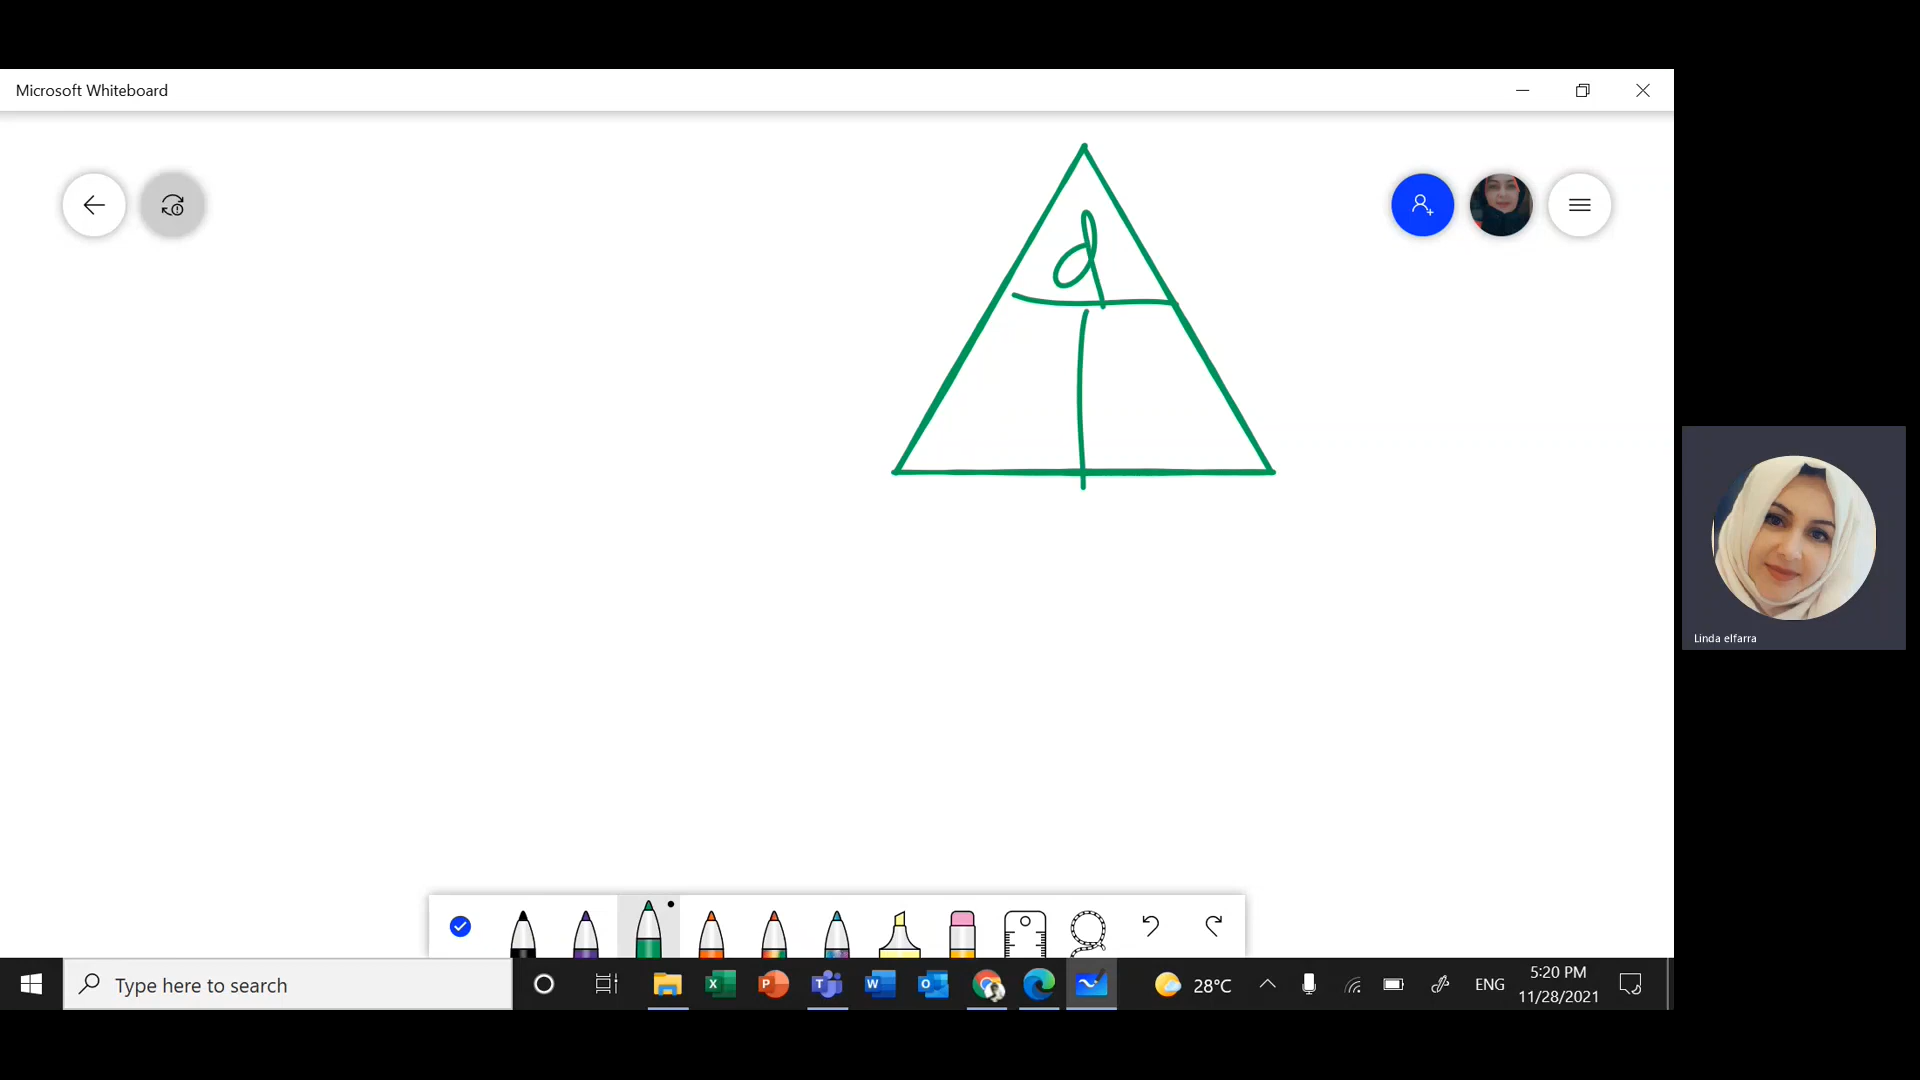 Microsoft Whiteboard
d
Linda elfarra
Type here to search
28°C
ENG
5:20 PM
11/28/2021